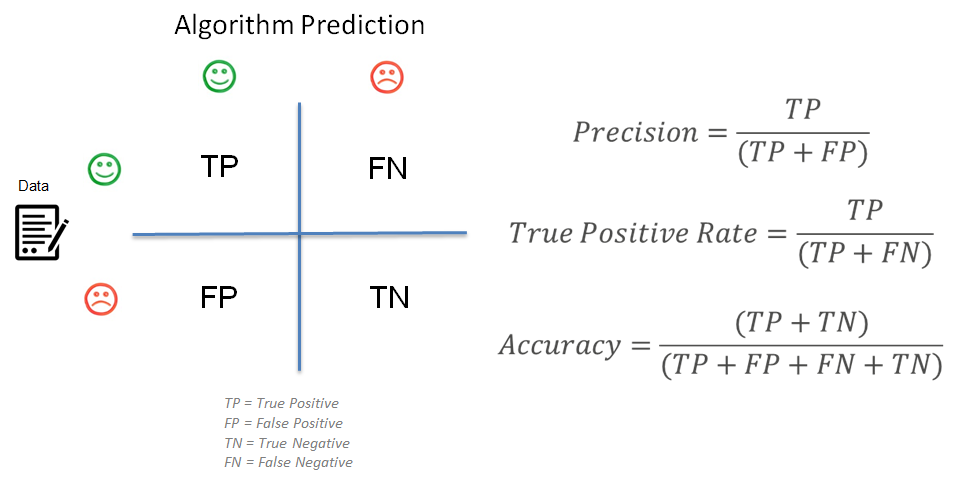 Algorithm Prediction
TP
FN
Data
FP
TN
TP = True Positive
FP = False Positive
TN = True Negative
FN = False Negative
Precision = TP / (TP + FP)
True Positive Rate = TP / (TP + FN)
Accuracy = (TP + TN) / (TP + FP + FN + TN)